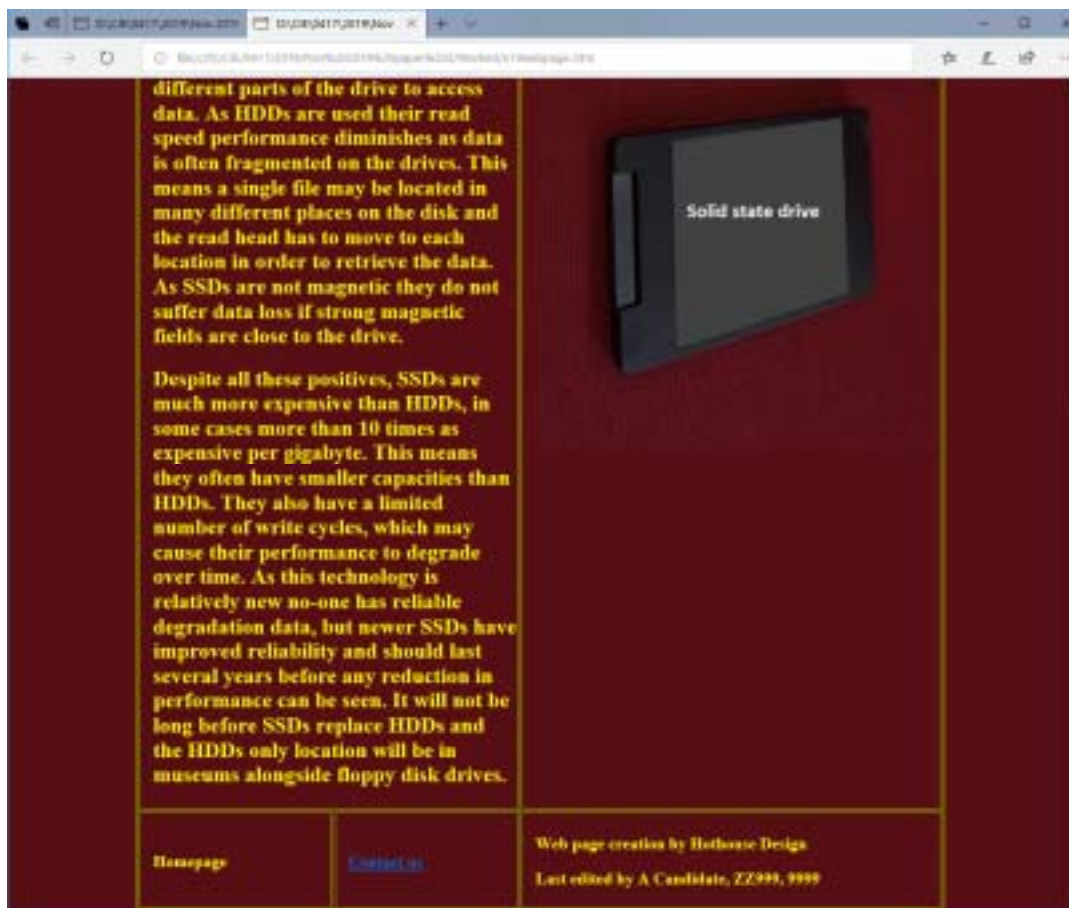 different parts of the drive to access
data. As HDDs are used their read
speed performance diminishes as data
is often fragmented on the drives. This
means a single file may be located in
many different places on the disk and
the read head has to move to each
location in order to retrieve the data.
As SSDs are not magnetic they do not
suffer data loss if strong magnetic
fields are close to the drive.
Despite all these positives, SSDs are
much more expensive than HDDs, in
some cases more than 10 times as
expensive per gigabyte. This means
they often have smaller capacities than
HDDs. They also have a limited
number of write cycles, which may
cause their performance to degrade
over time. As this technology is
relatively new no-one has reliable
degradation data, but newer SSDs have
improved reliability and should last
several years before any reduction in
performance can be seen. It will not be
long before SSDs replace HDDs and
the HDDs only location will be in
museums alongside floppy disk drives.
Solid state drive
Homepage
Contact us
Web page creation by Hothouse Design
Last edited by A Candidate, ZZ999, 9999